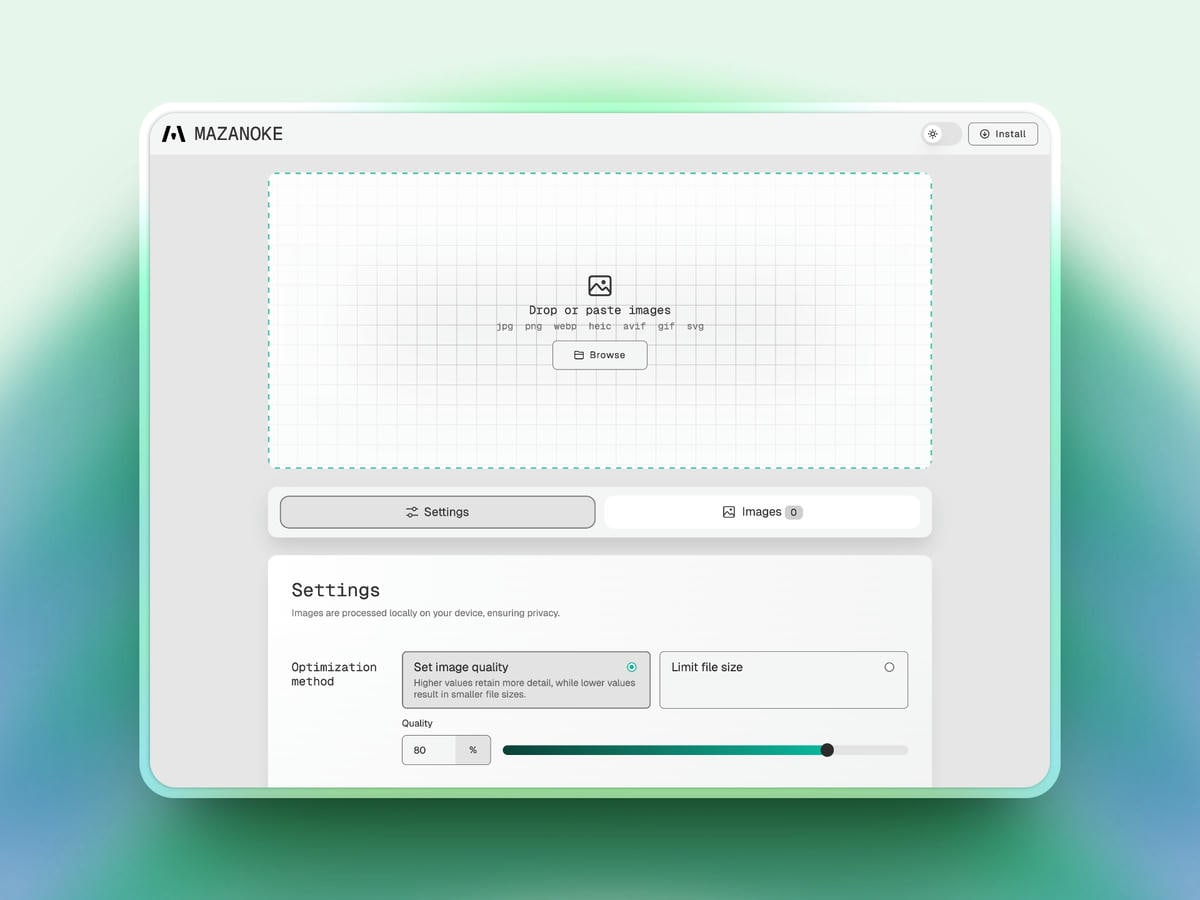 MAZANOKE
Install
Drop or paste images
jpg png webp heic avif gif svg
Browse
Settings
Images 0
Settings
Images are processed locally on your device, ensuring privacy.
Optimization
method
Set image quality
Higher values retain more detail, while lower values
result in smaller file sizes.
Limit file size
Quality
80 %